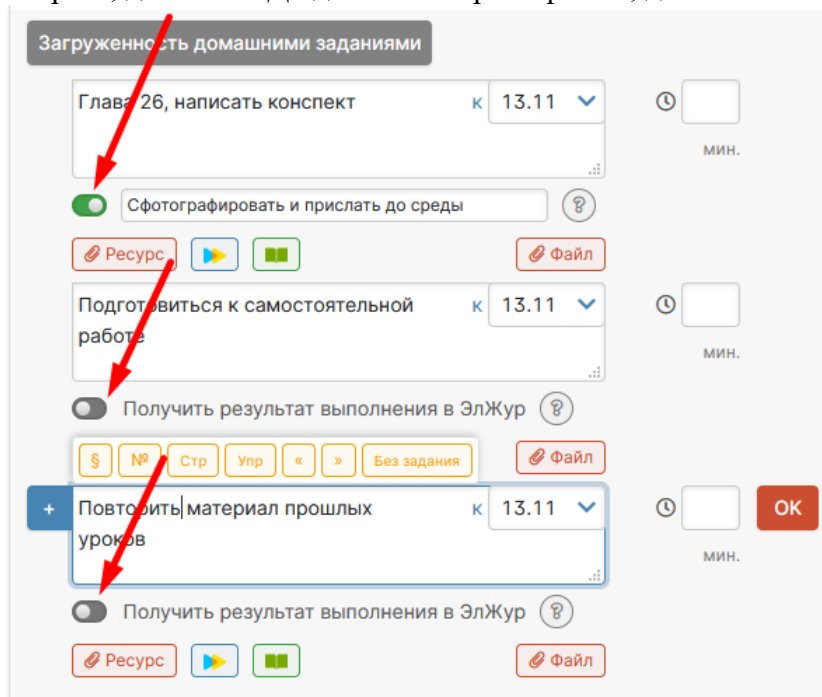 Загруженность домашними заданиями
Глава 26, написать конспект к 13.11
мин.
Сфотографировать и прислать до среды ?
Ресурс Файл
Подготовиться к самостоятельной к 13.11
работе
мин.
Получить результат выполнения в ЭлЖур ?
§ № Стр Упр « » Без задания Файл
+ Повторить материал прошлых к 13.11 ОК
уроков
мин.
Получить результат выполнения в ЭлЖур ?
Ресурс Файл